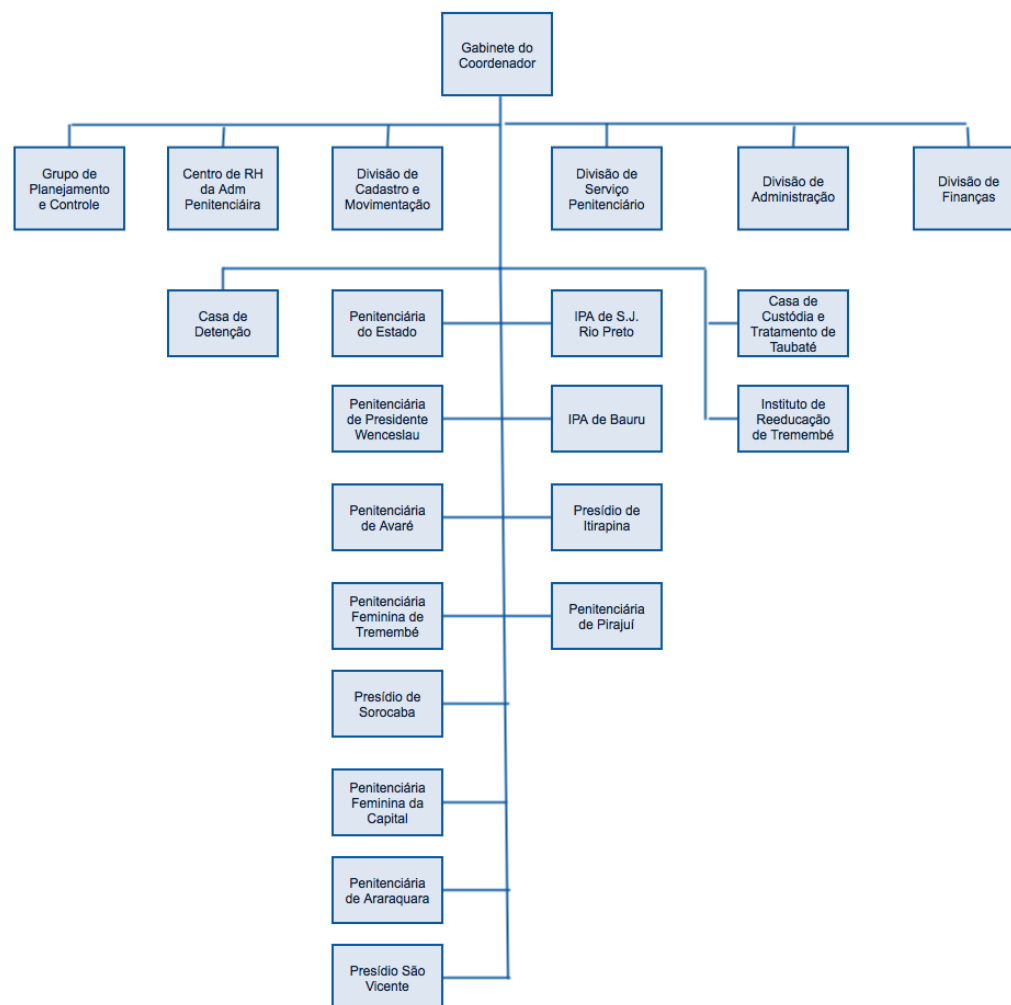 Gabinete do
Coordenador
Grupo de
Planejamento
e Controle
Centro de RH
da Adm
Penitenciáira
Divisão de
Cadastro e
Movimentação
Divisão de
Serviço
Penitenciário
Divisão de
Administração
Divisão de
Finanças
Casa de
Detenção
Penitenciária
do Estado
IPA de S.J.
Rio Preto
Casa de
Custódia e
Tratamento de
Taubaté
Penitenciária
de Presidente
Wenceslau
IPA de Bauru
Instituto de
Reeducação
de Tremembé
Penitenciária
de Avaré
Presídio de
Itirapina
Penitenciária
Feminina de
Tremembé
Penitenciária
de Pirajuí
Presídio de
Sorocaba
Penitenciária
Feminina da
Capital
Penitenciária
de Araraquara
Presídio São
Vicente